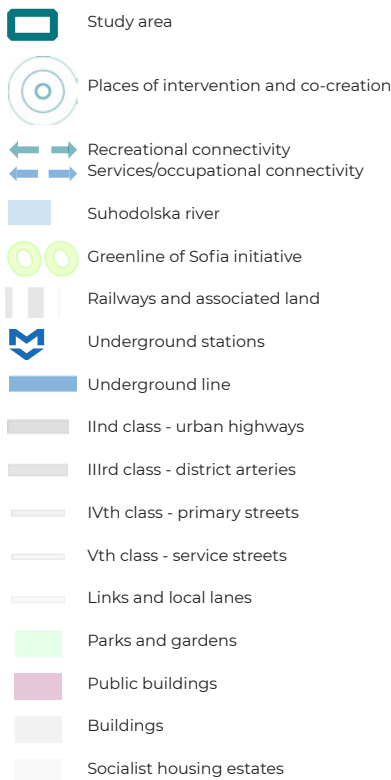 Study area
Places of intervention and co-creation
Recreational connectivity
Services/occupational connectivity
Suhodolska river
Greenline of Sofia initiative
Railways and associated land
Underground stations
Underground line
IInd class - urban highways
IIIrd class - district arteries
IVth class - primary streets
Vth class - service streets
Links and local lanes
Parks and gardens
Public buildings
Buildings
Socialist housing estates